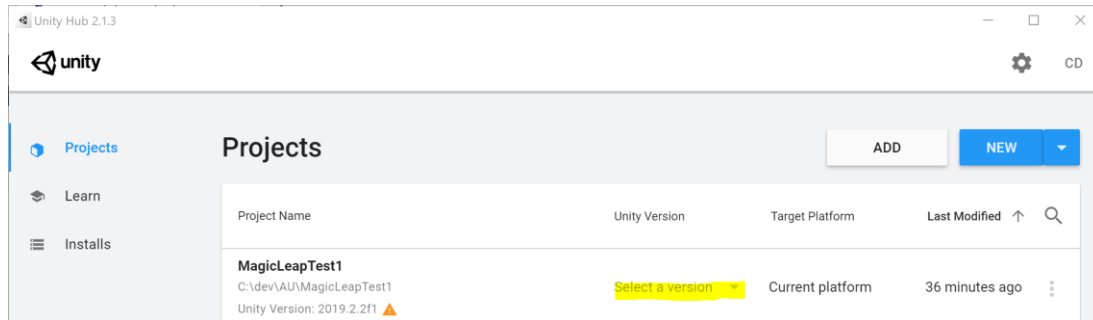 Unity Hub 2.1.3
unity
CD
Projects
Learn
Installs
Projects
ADD
NEW
Project Name
Unity Version
Target Platform
Last Modified
MagicLeapTest1
C:\dev\AU\MagicLeapTest1
Unity Version: 2019.2.2f1
Select a version
Current platform
36 minutes ago